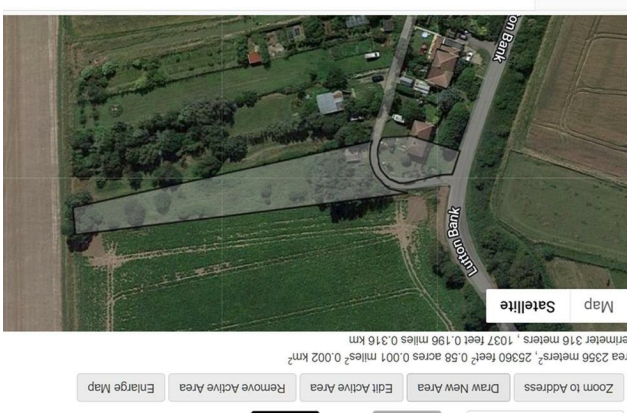 Zoom to Address Draw New Area Edit Active Area Remove Active Area Enlarge Map
rea 2356 meters², 25360 feet² 0.58 acres 0.001 miles² 0.002 km²
erimeter 316 meters , 1037 feet 0.196 miles 0.316 km
Map Satellite
Lutton Bank
on Bank